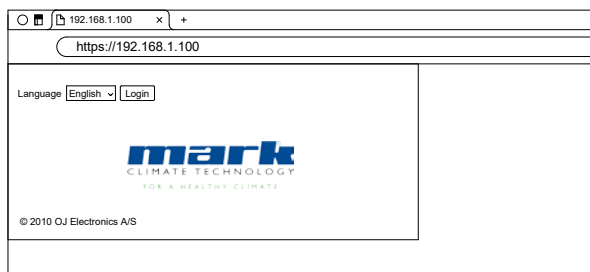 192.168.1.100 × +
https://192.168.1.100
Language English Login
mark
CLIMATE TECHNOLOGY
FOR A HEALTHY CLIMATE
© 2010 OJ Electronics A/S